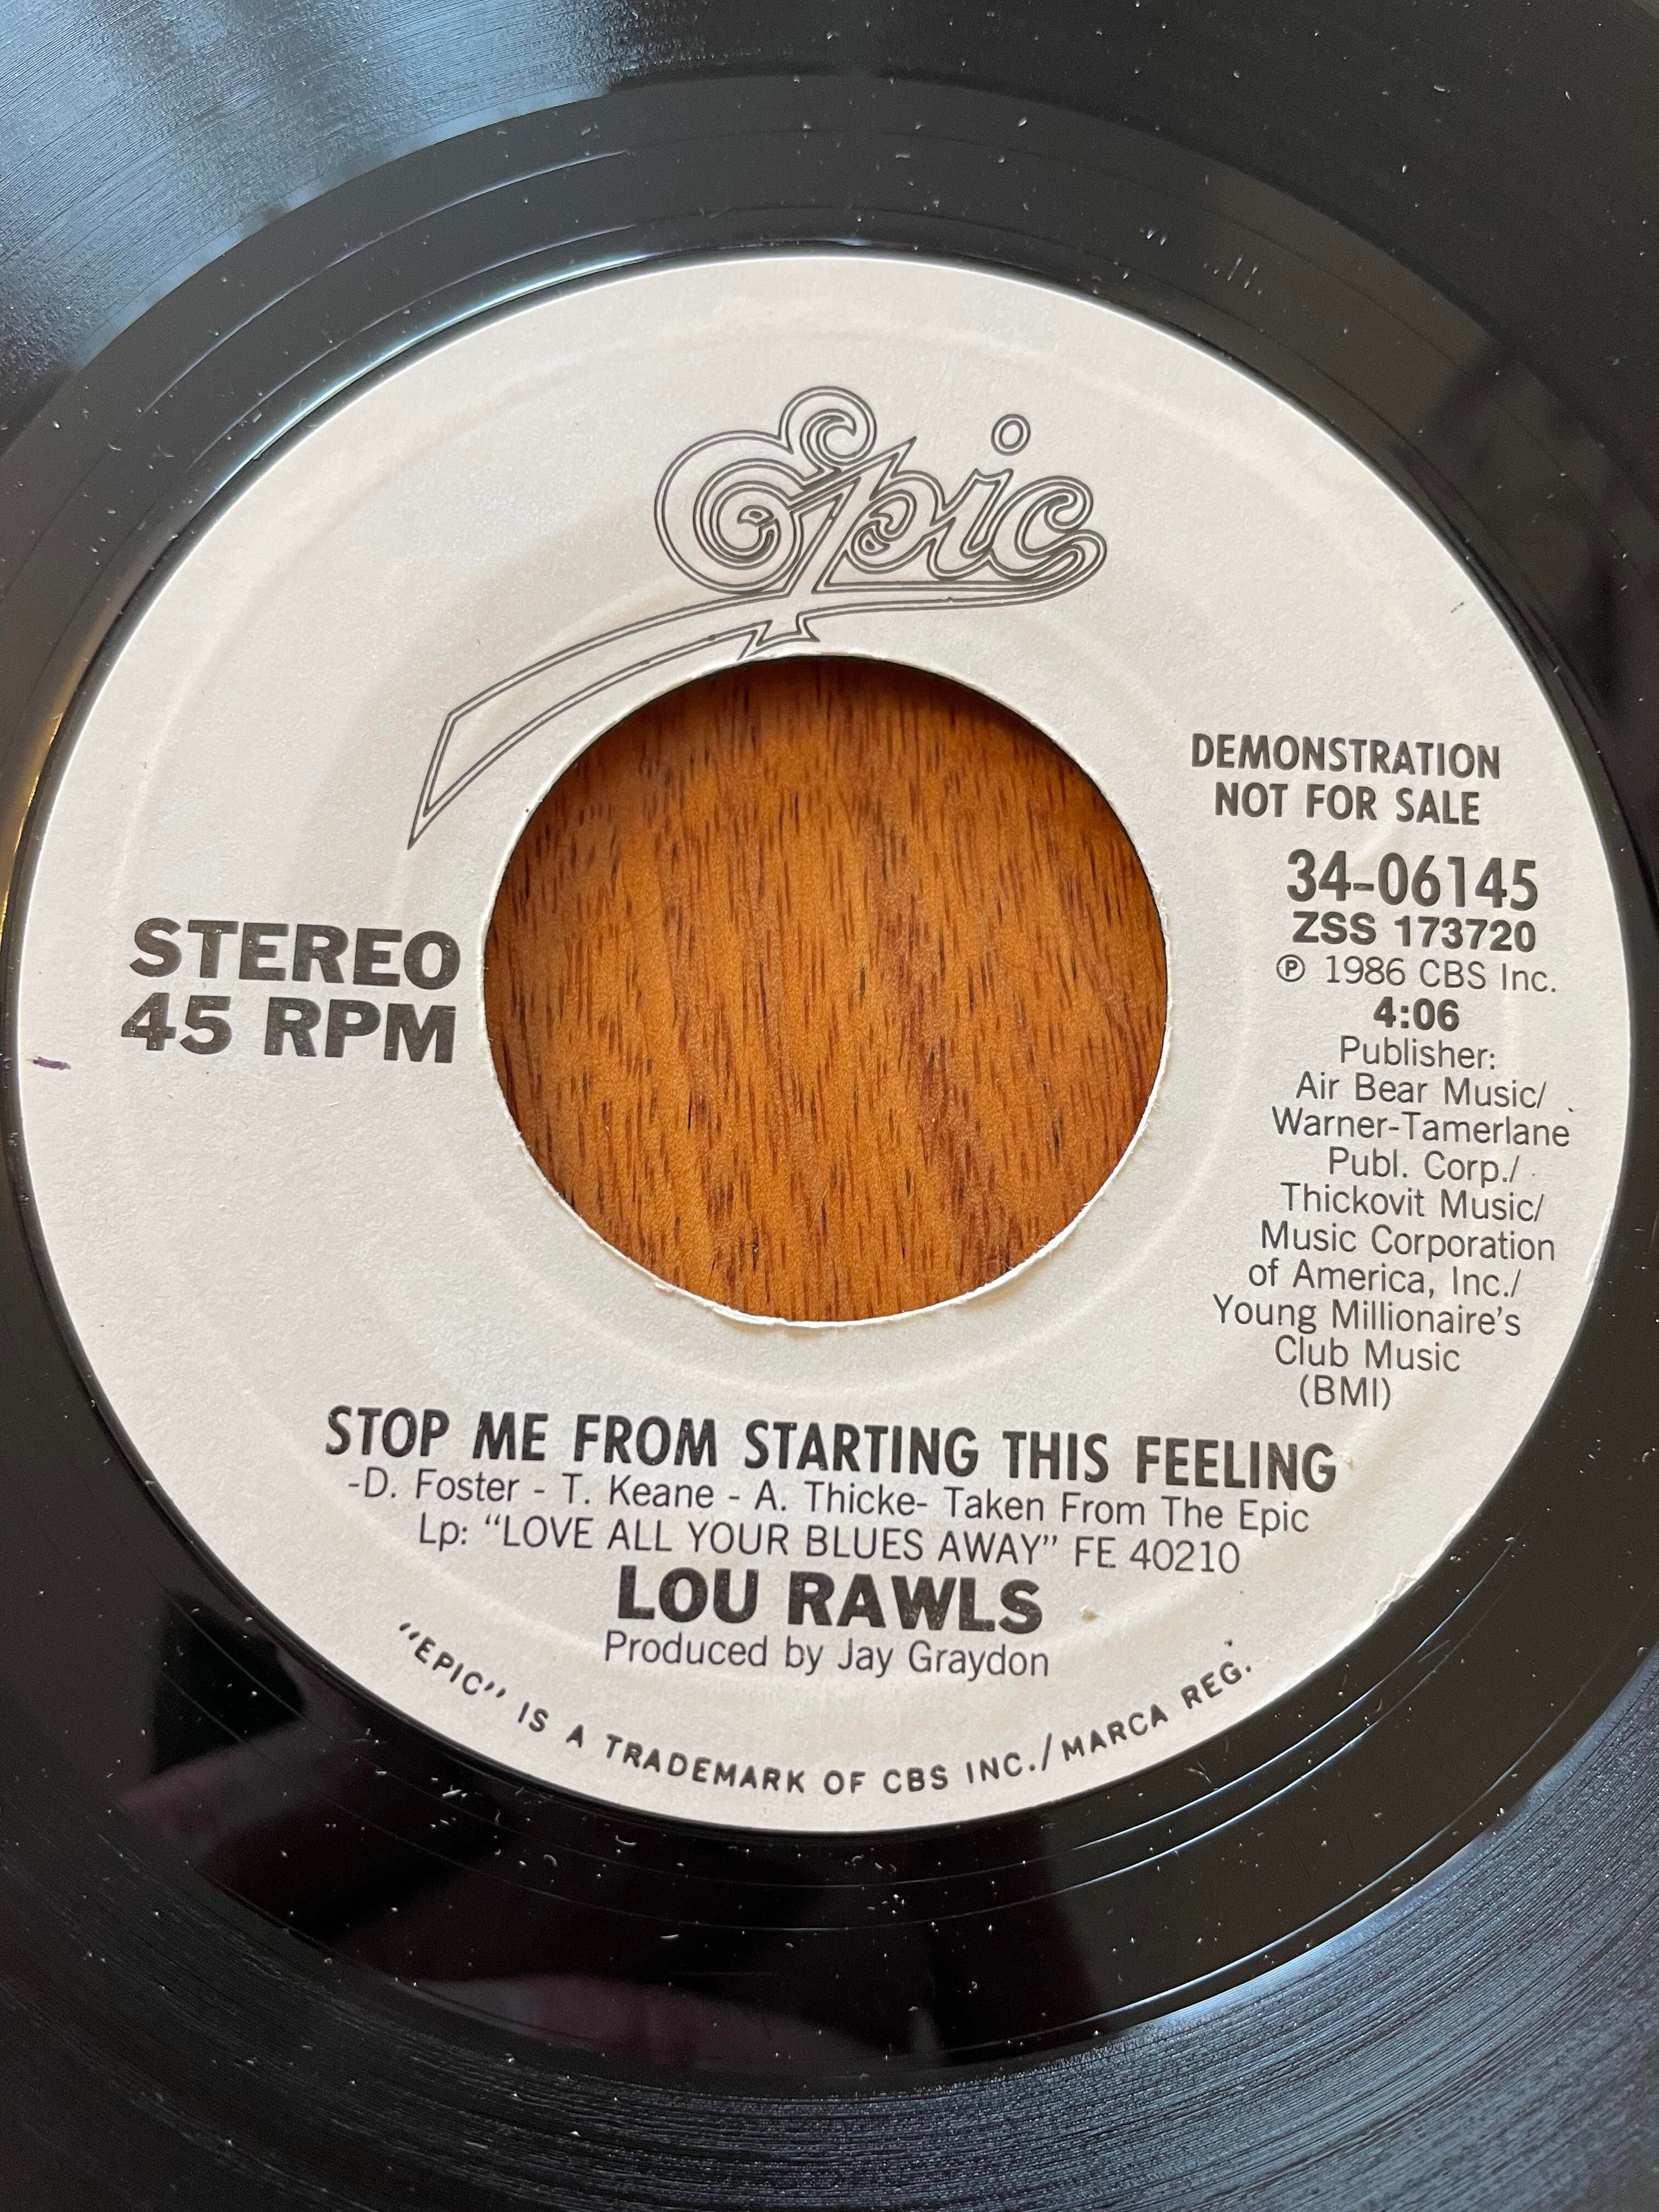 Epic
DEMONSTRATION
NOT FOR SALE
34-06145
ZSS 173720
℗ 1986 CBS Inc.
4:06
Publisher:
Air Bear Music/
Warner-Tamerlane
Publ. Corp./
Thickovit Music/
Music Corporation
of America, Inc./
Young Millionaire's
Club Music
(BMI)
STEREO
45 RPM
STOP ME FROM STARTING THIS FEELING
-D. Foster - T. Keane - A. Thicke- Taken From The Epic
Lp: "LOVE ALL YOUR BLUES AWAY" FE 40210
LOU RAWLS
Produced by Jay Graydon
"EPIC" IS A TRADEMARK OF CBS INC./MARCA REG.